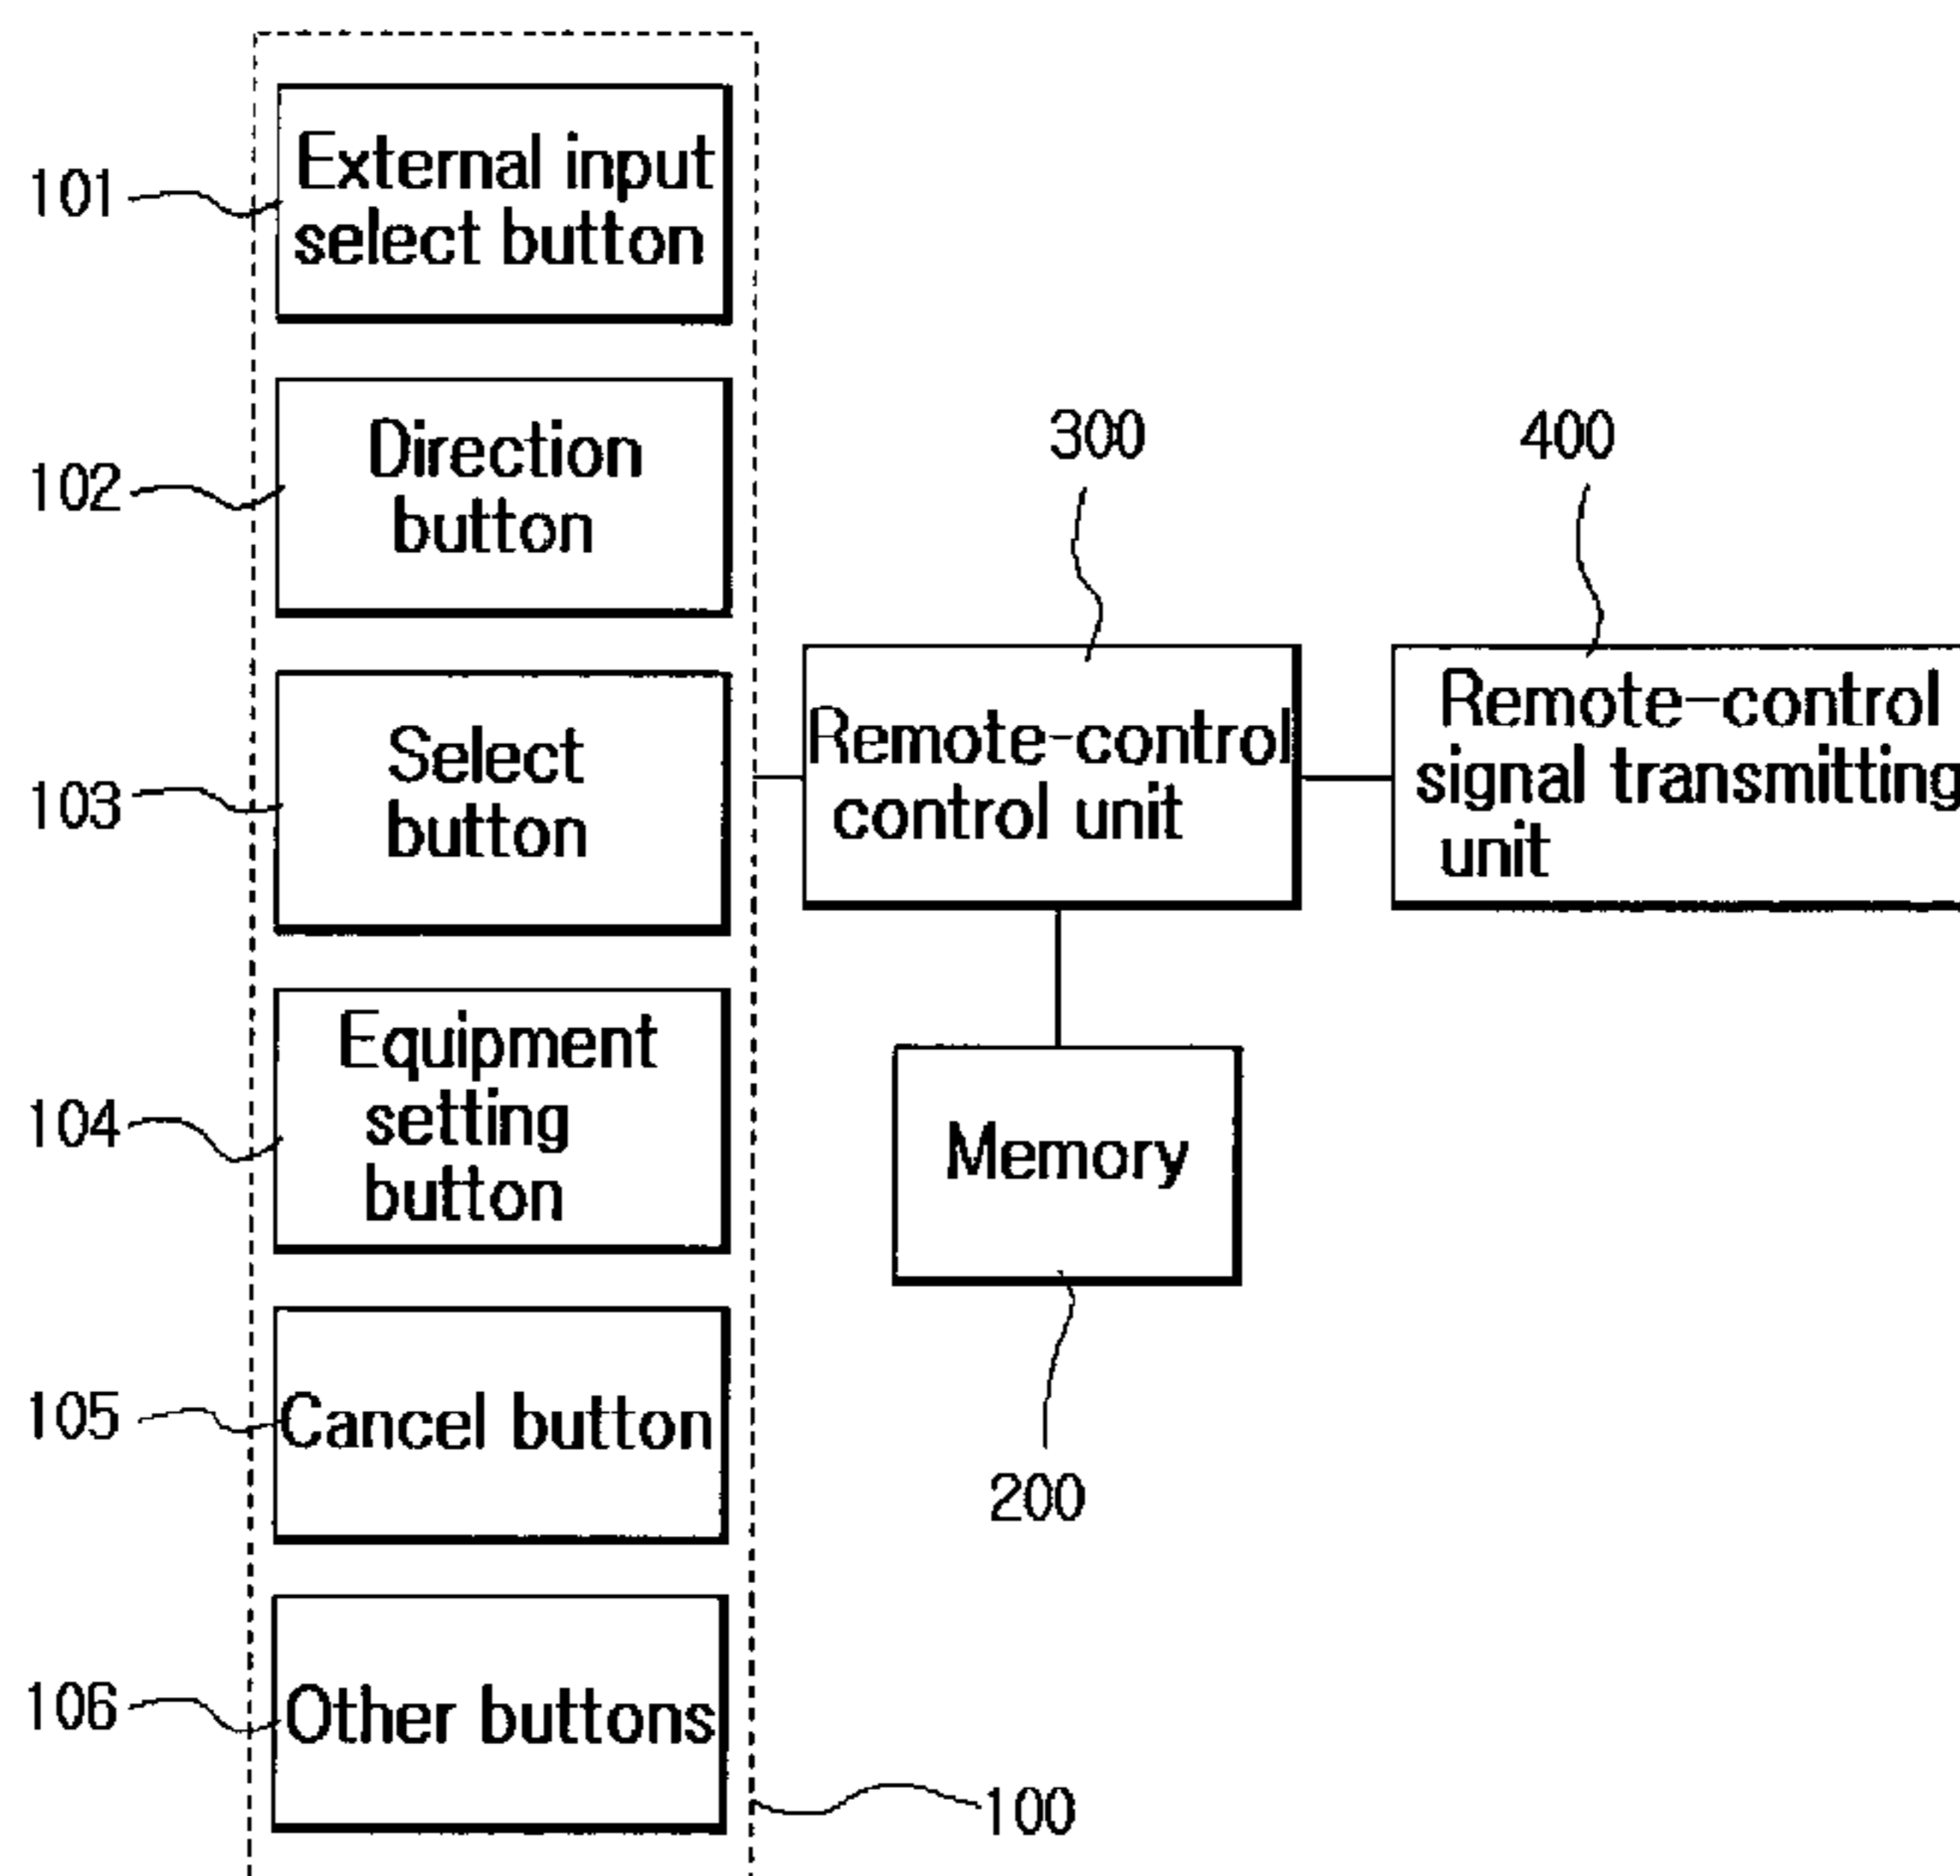 101
External input
select button
102
Direction
button
103
Select
button
104
Equipment
setting
button
105
Cancel button
106
Other buttons
100
300
Remote-control
control unit
400
Remote-control
signal transmitting
unit
Memory
200